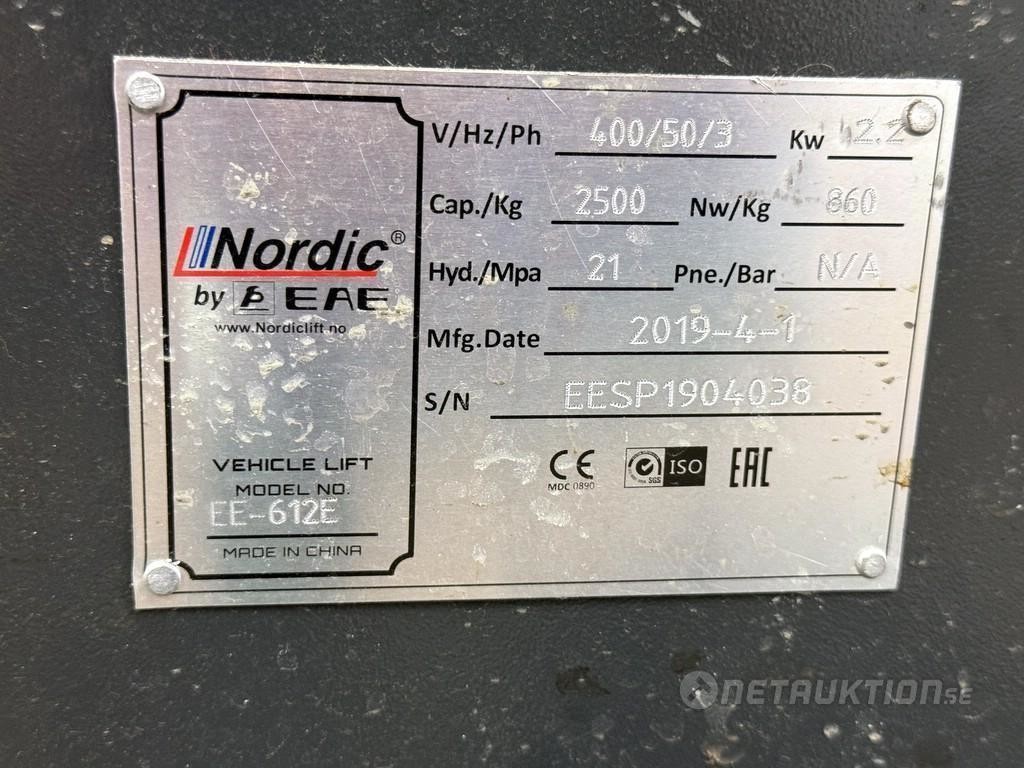 Nordic®
by EAE
www.Nordiclift.no
VEHICLE LIFT
MODEL NO.
EE-612E
MADE IN CHINA
V/Hz/Ph 400/50/3 Kw 2.2
Cap./Kg 2500 Nw/Kg 860
Hyd./Mpa 21 Pne./Bar N/A
Mfg.Date 2019-4-1
S/N EESP1904038
CE
MDC 0890
SGS
ISO
EAC
NETAUKTION.SE